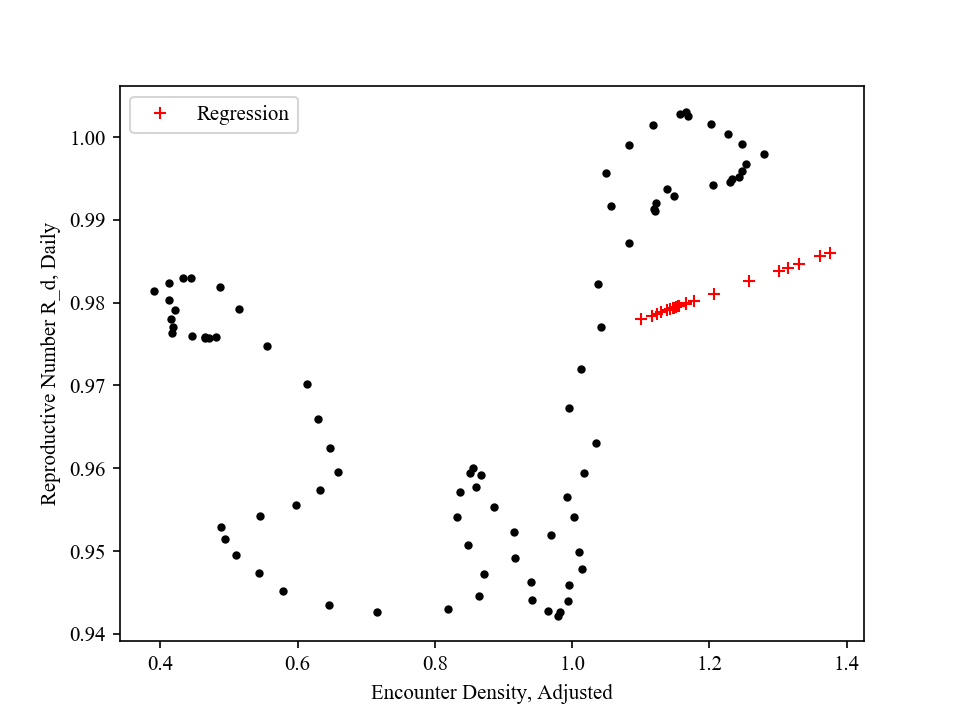 Regression
1.00
0.99
0.98
0.97
0.96
0.95
0.94
Reproductive Number R_d, Daily
0.4 0.6 0.8 1.0 1.2 1.4
Encounter Density, Adjusted